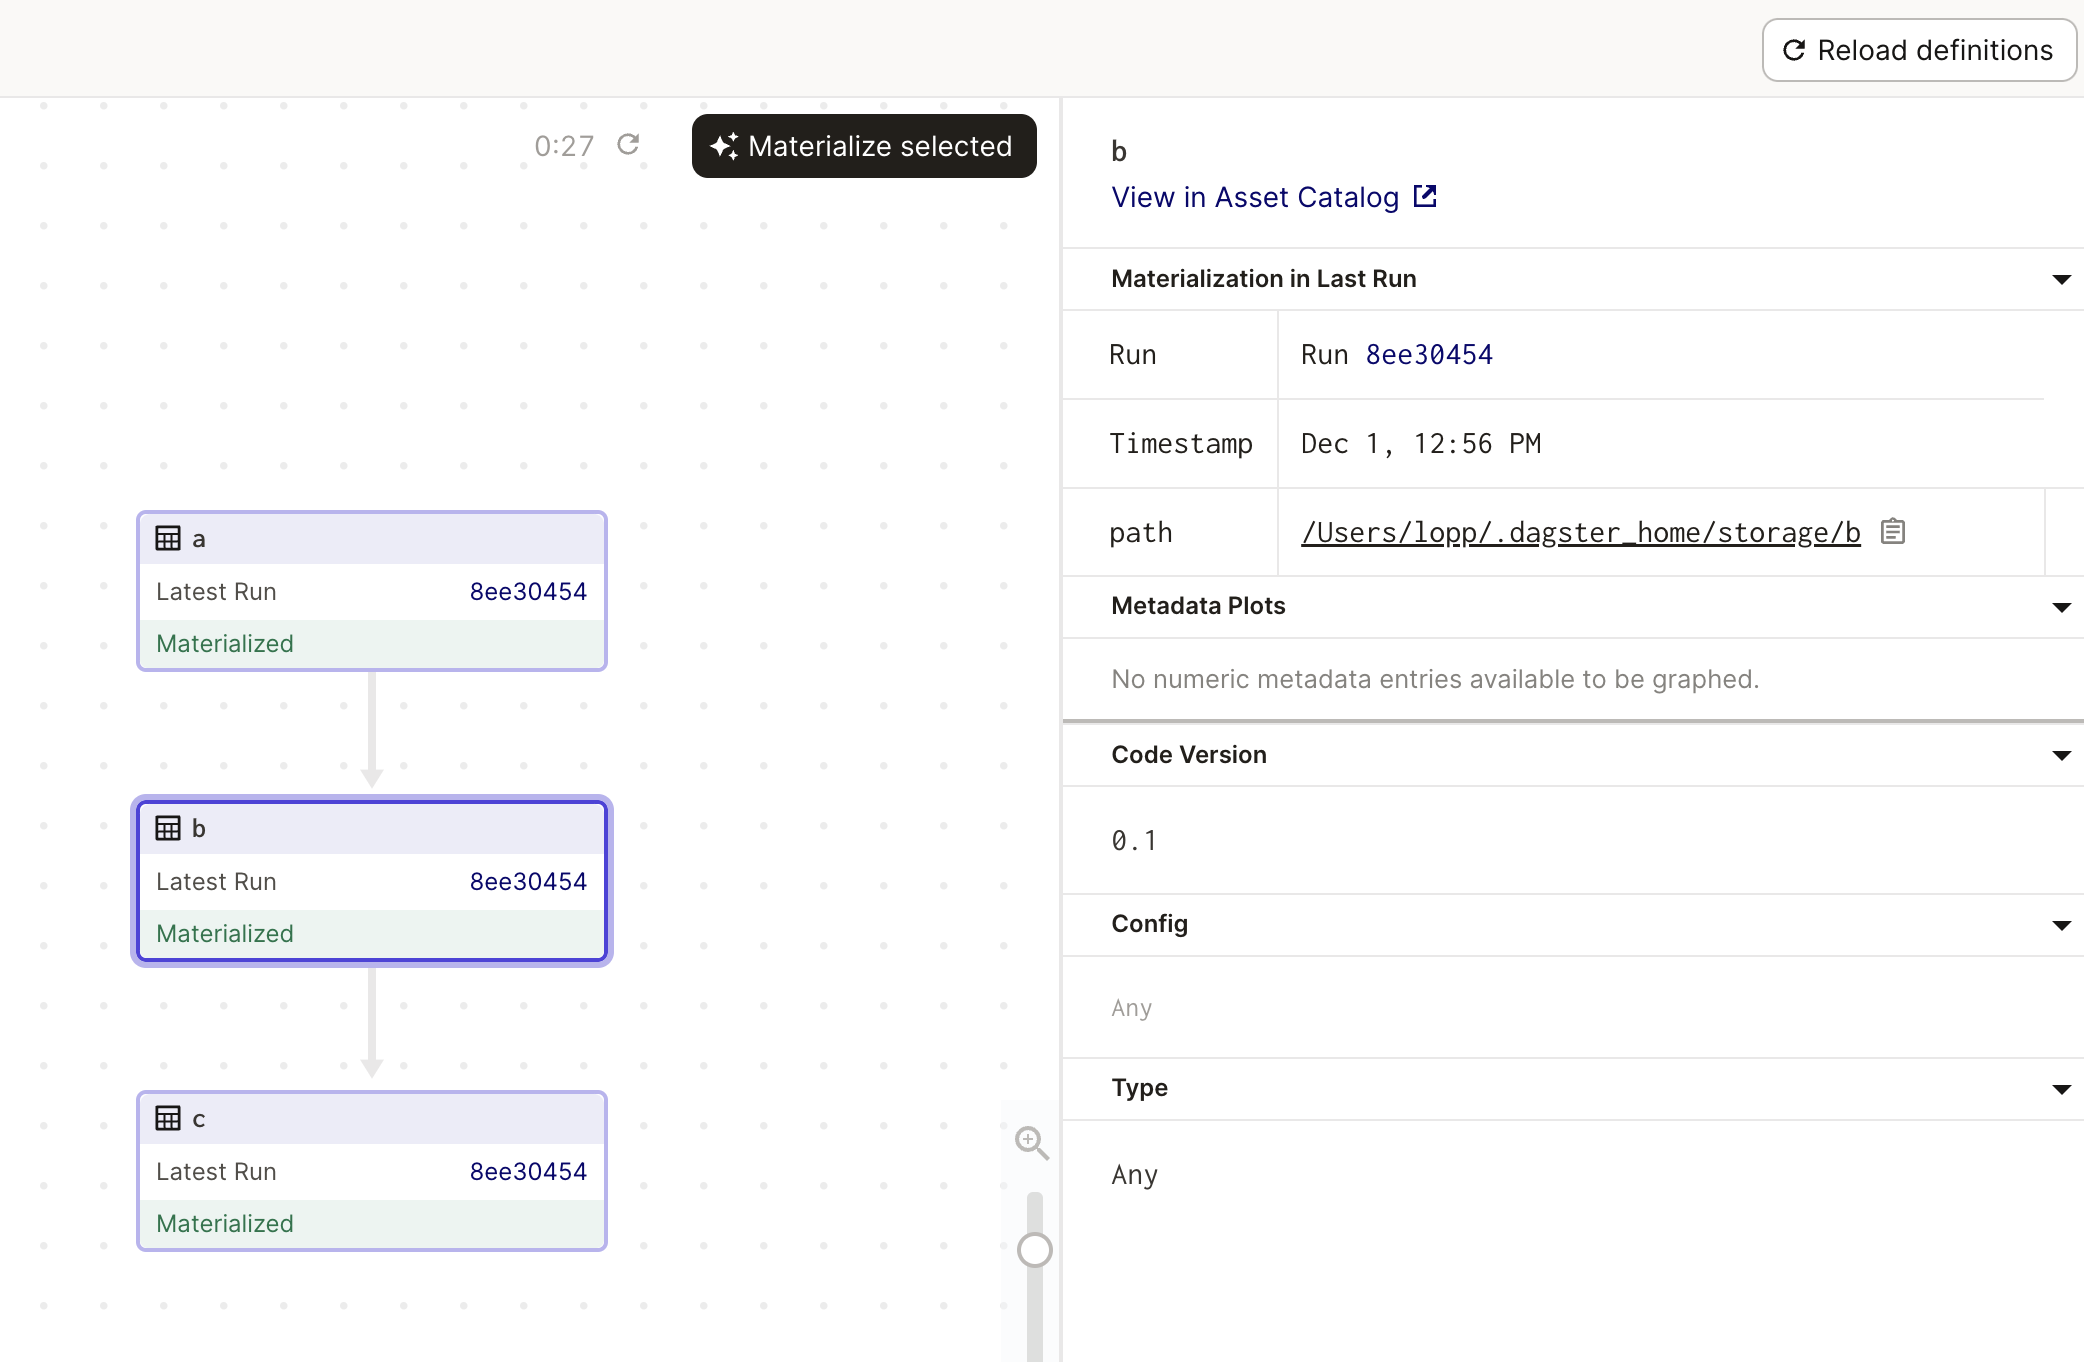 Reload definitions
0:27
Materialize selected
a
Latest Run 8ee30454
Materialized
b
Latest Run 8ee30454
Materialized
c
Latest Run 8ee30454
Materialized
b
View in Asset Catalog
Materialization in Last Run
Run Run 8ee30454
Timestamp Dec 1, 12:56 PM
path /Users/lopp/.dagster_home/storage/b
Metadata Plots
No numeric metadata entries available to be graphed.
Code Version
0.1
Config
Any
Type
Any